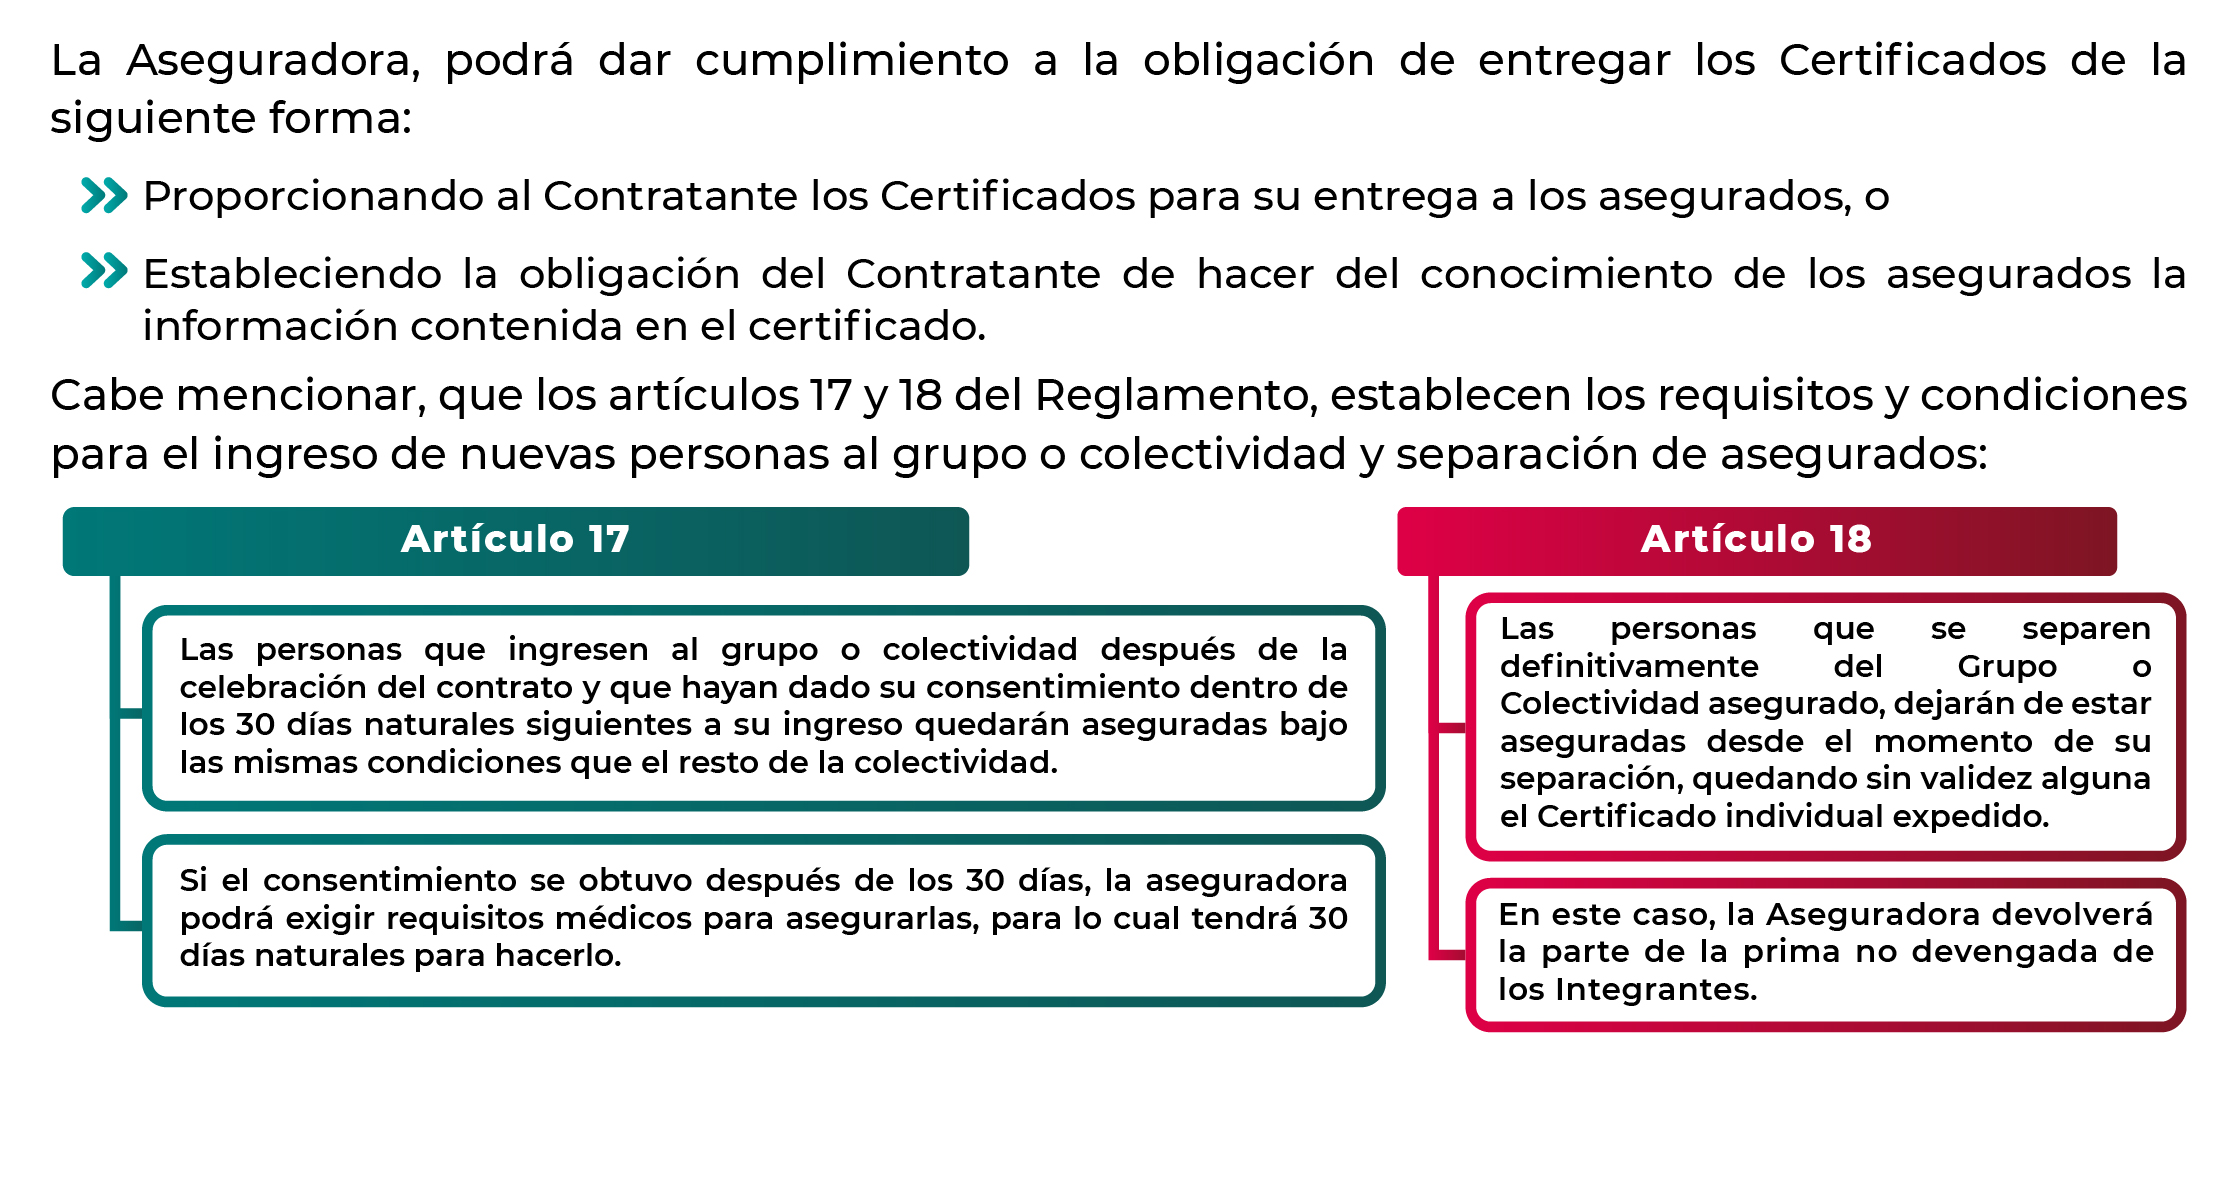 La Aseguradora, podrá dar cumplimiento a la obligación de entregar los Certificados de la
siguiente forma:
Proporcionando al Contratante los Certificados para su entrega a los asegurados, o
Estableciendo la obligación del Contratante de hacer del conocimiento de los asegurados la
información contenida en el certificado.
Cabe mencionar, que los artículos 17 y 18 del Reglamento, establecen los requisitos y condiciones
para el ingreso de nuevas personas al grupo o colectividad y separación de asegurados:
Artículo 17
Las personas que ingresen al grupo o colectividad después de la
celebración del contrato y que hayan dado su consentimiento dentro de
los 30 días naturales siguientes a su ingreso quedarán aseguradas bajo
las mismas condiciones que el resto de la colectividad.
Si el consentimiento se obtuvo después de los 30 días, la aseguradora
podrá exigir requisitos médicos para asegurarlas, para lo cual tendrá 30
días naturales para hacerlo.
Artículo 18
Las personas que se separen
definitivamente del Grupo o
Colectividad asegurado, dejarán de estar
aseguradas desde el momento de su
separación, quedando sin validez alguna
el Certificado individual expedido.
En este caso, la Aseguradora devolverá
la parte de la prima no devengada de
los Integrantes.